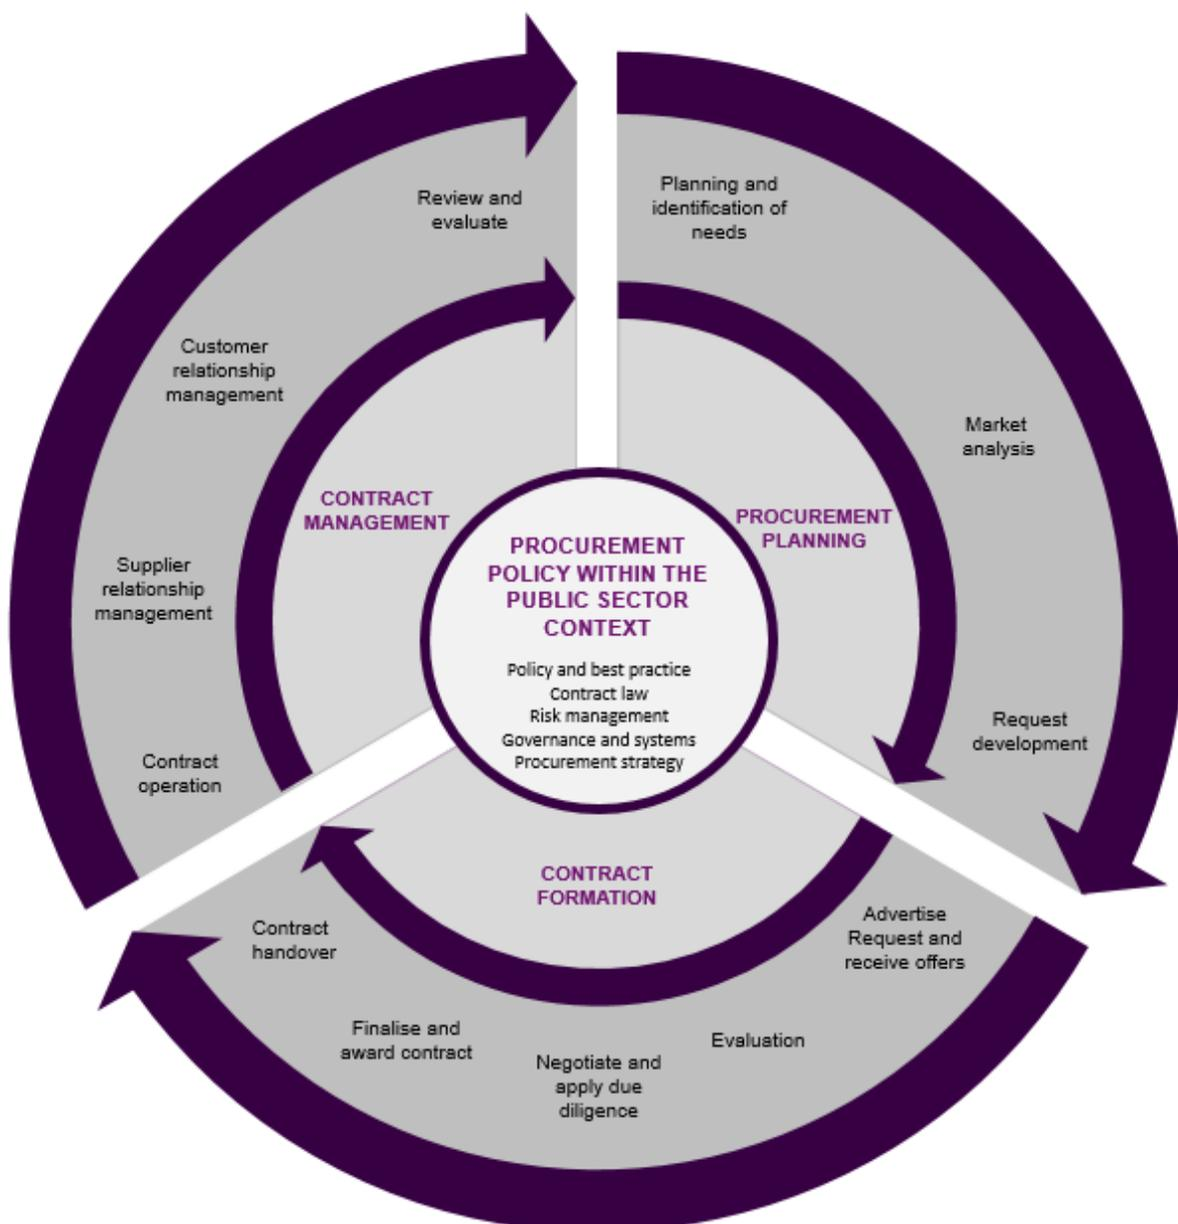 Review and
evaluate
Planning and
identification of
needs
Customer
relationship
management
Market
analysis
CONTRACT
MANAGEMENT
PROCUREMENT
PLANNING
PROCUREMENT
POLICY WITHIN THE
PUBLIC SECTOR
CONTEXT
Policy and best practice
Contract law
Risk management
Governance and systems
Procurement strategy
Supplier
relationship
management
Request
development
Contract
operation
CONTRACT
FORMATION
Contract
handover
Advertise
Request and
receive offers
Finalise and
award contract
Negotiate and
apply due
diligence
Evaluation